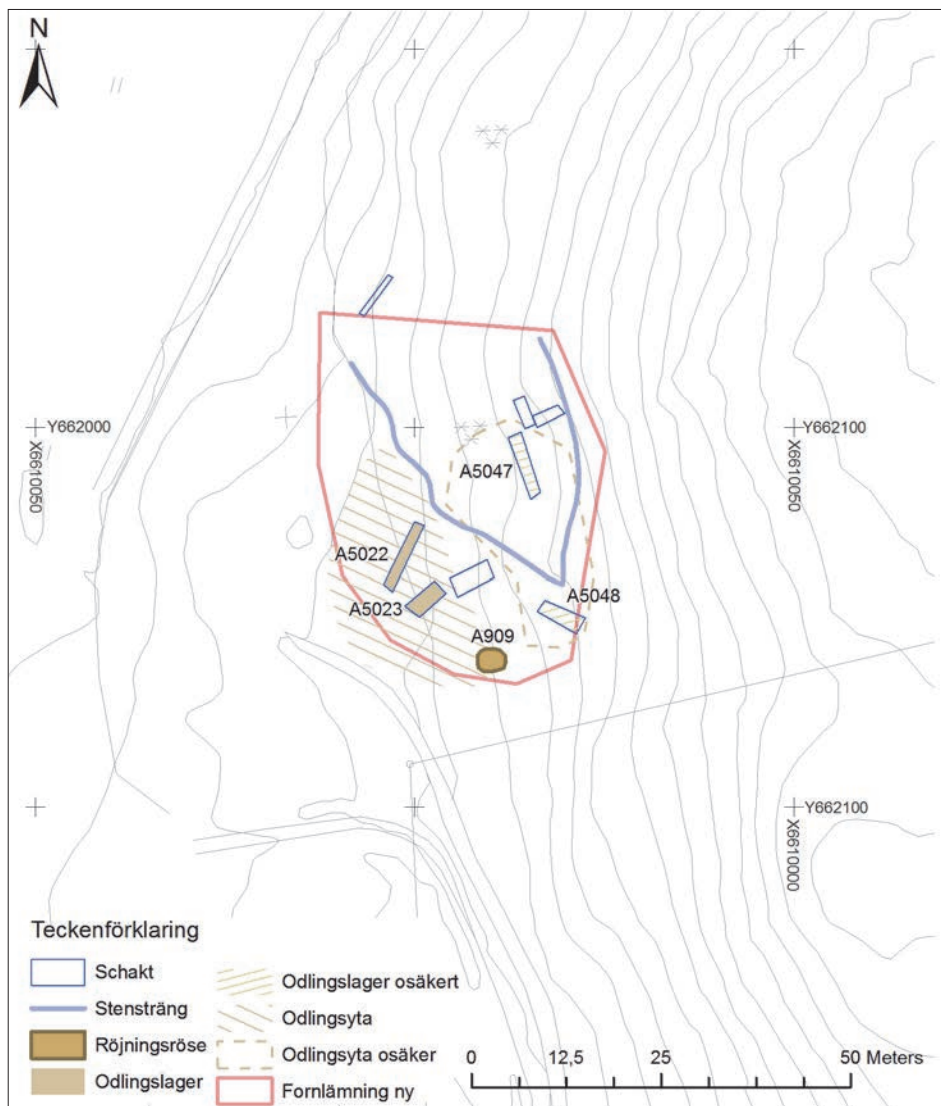 N
Y662000
X6610050
Y662100
X6610050
A5047
A5022
A5048
A5023
A909
Y662100
X6610000
Teckenförklaring
Schakt
Stensträng
Röjningsröse
Odlingslager
Odlingslager osäkert
Odlingsyta
Odlingsyta osäker
Fornlämning ny
0 12,5 25 50 Meters